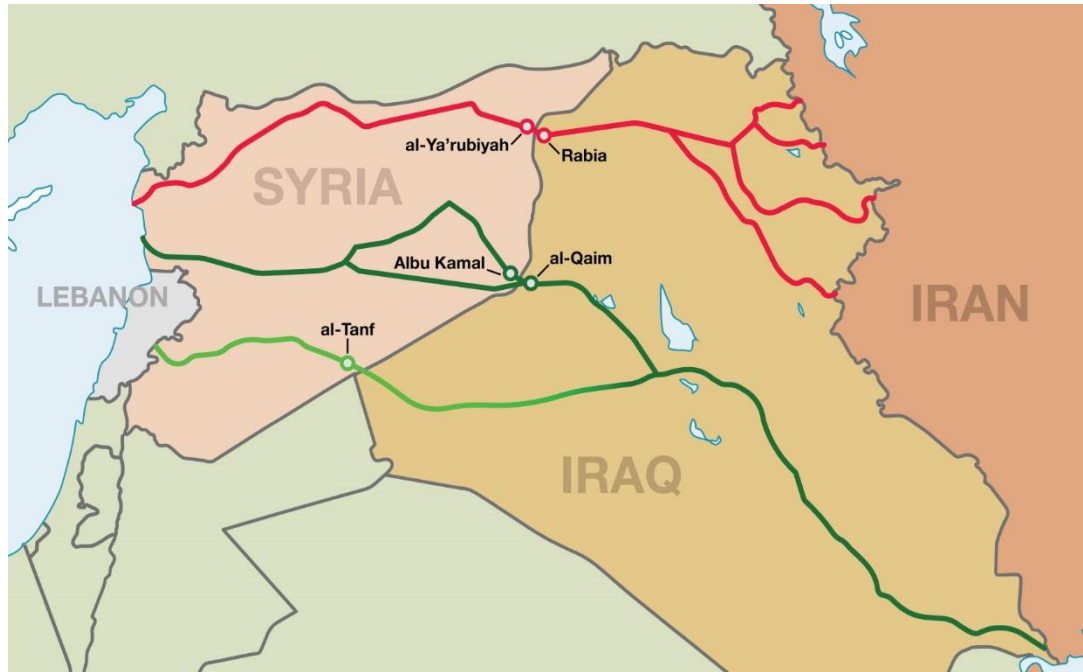 al-Ya'rubiyah
Rabia
SYRIA
Albu Kamal
al-Qaim
LEBANON
IRAN
al-Tanf
IRAQ